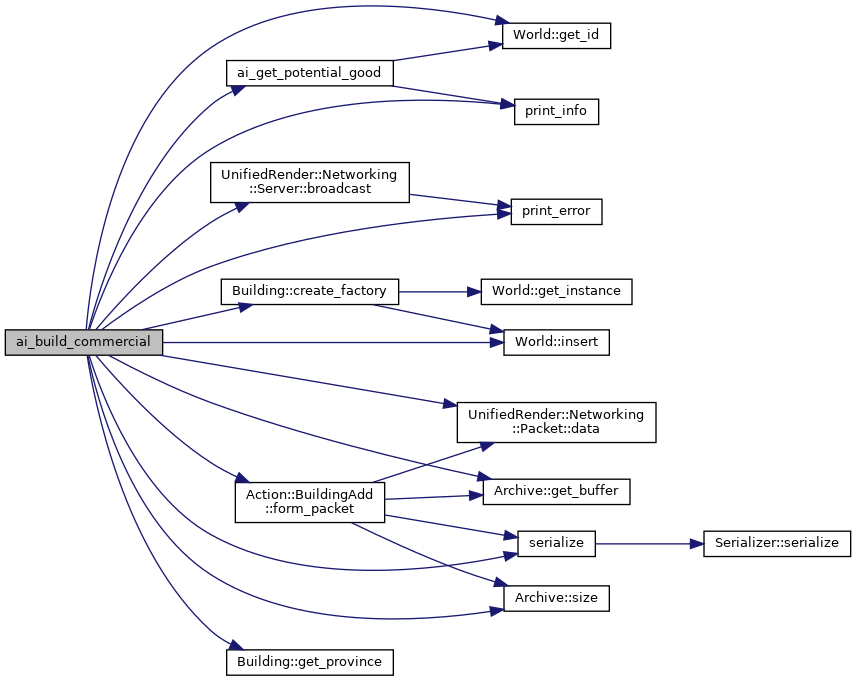 World::get_id
ai_get_potential_good
print_info
UnifiedRender::Networking
::Server::broadcast
print_error
Building::create_factory
World::get_instance
ai_build_commercial
World::insert
UnifiedRender::Networking
::Packet::data
Action::BuildingAdd
::form_packet
Archive::get_buffer
serialize
Serializer::serialize
Archive::size
Building::get_province